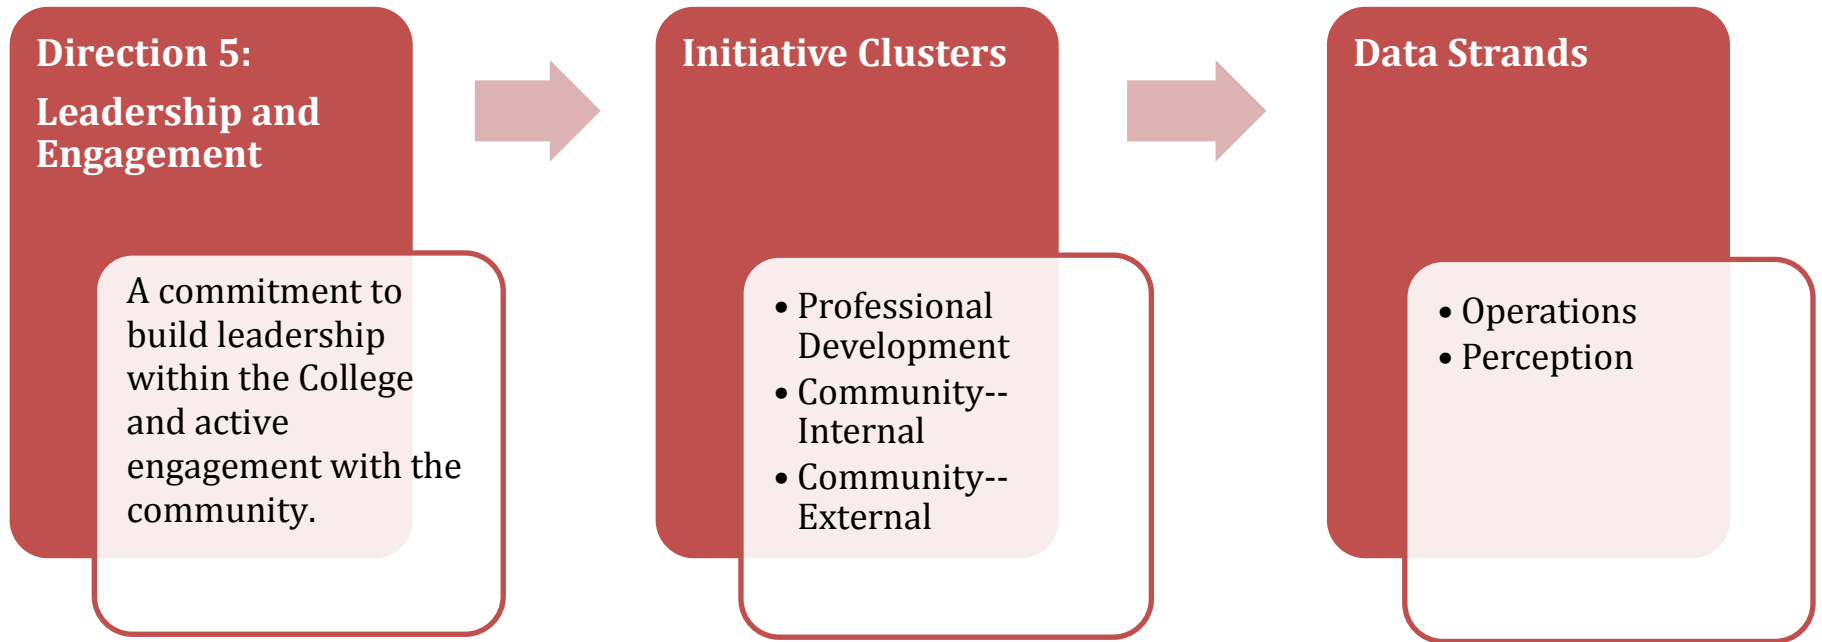 Direction 5:
Leadership and
Engagement
A commitment to
build leadership
within the College
and active
engagement with the
community.
Initiative Clusters
• Professional
Development
• Community--
Internal
• Community--
External
Data Strands
• Operations
• Perception